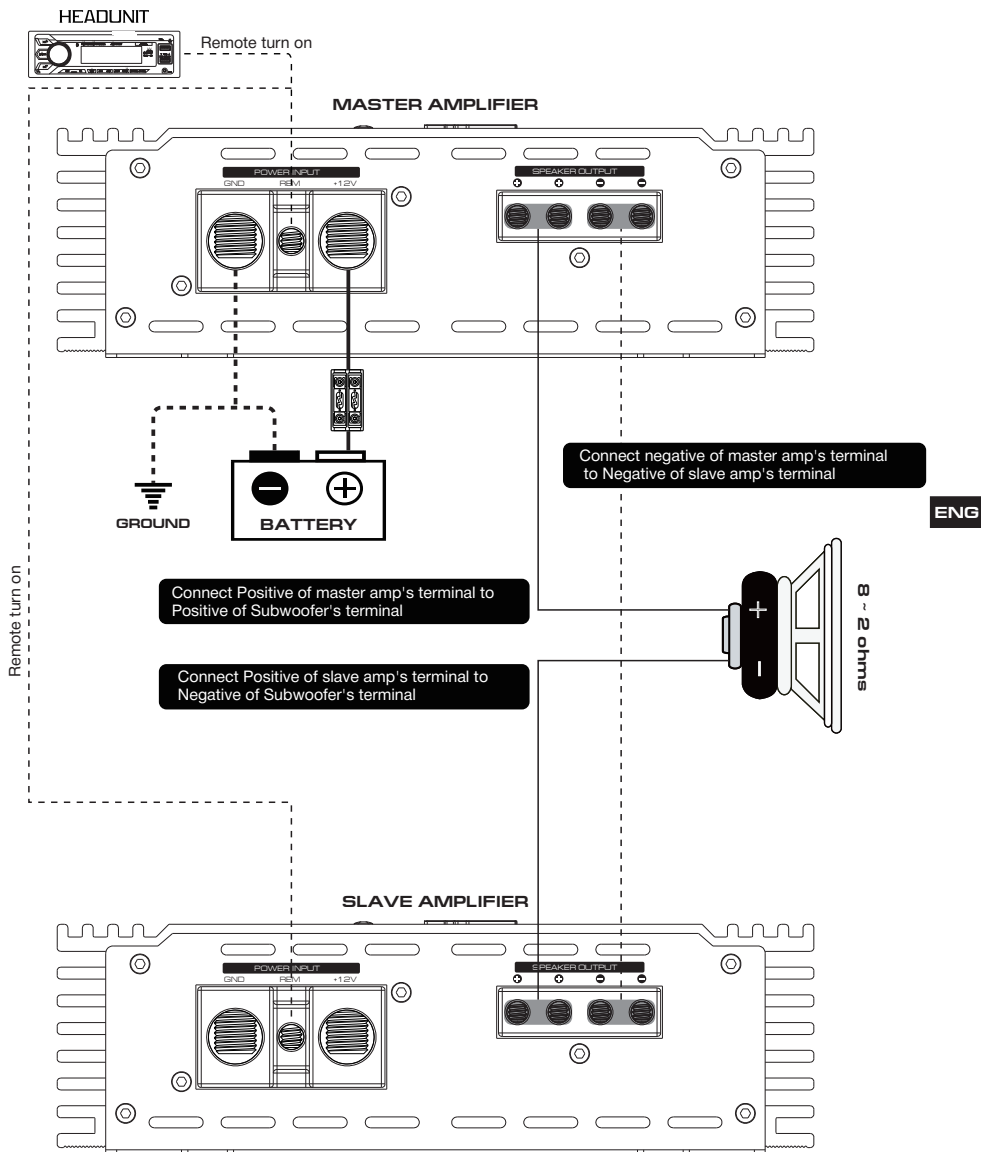 HEADUNIT
Remote turn on
MASTER AMPLIFIER
POWER INPUT
GND REM +12V
SPEAKER OUTPUT
Connect negative of master amp's terminal
to Negative of slave amp's terminal
GROUND
BATTERY
ENG
Connect Positive of master amp's terminal to
Positive of Subwoofer's terminal
8 ~ 2 ohms
Remote turn on
Connect Positive of slave amp's terminal to
Negative of Subwoofer's terminal
SLAVE AMPLIFIER
POWER INPUT
GND REM +12V
SPEAKER OUTPUT